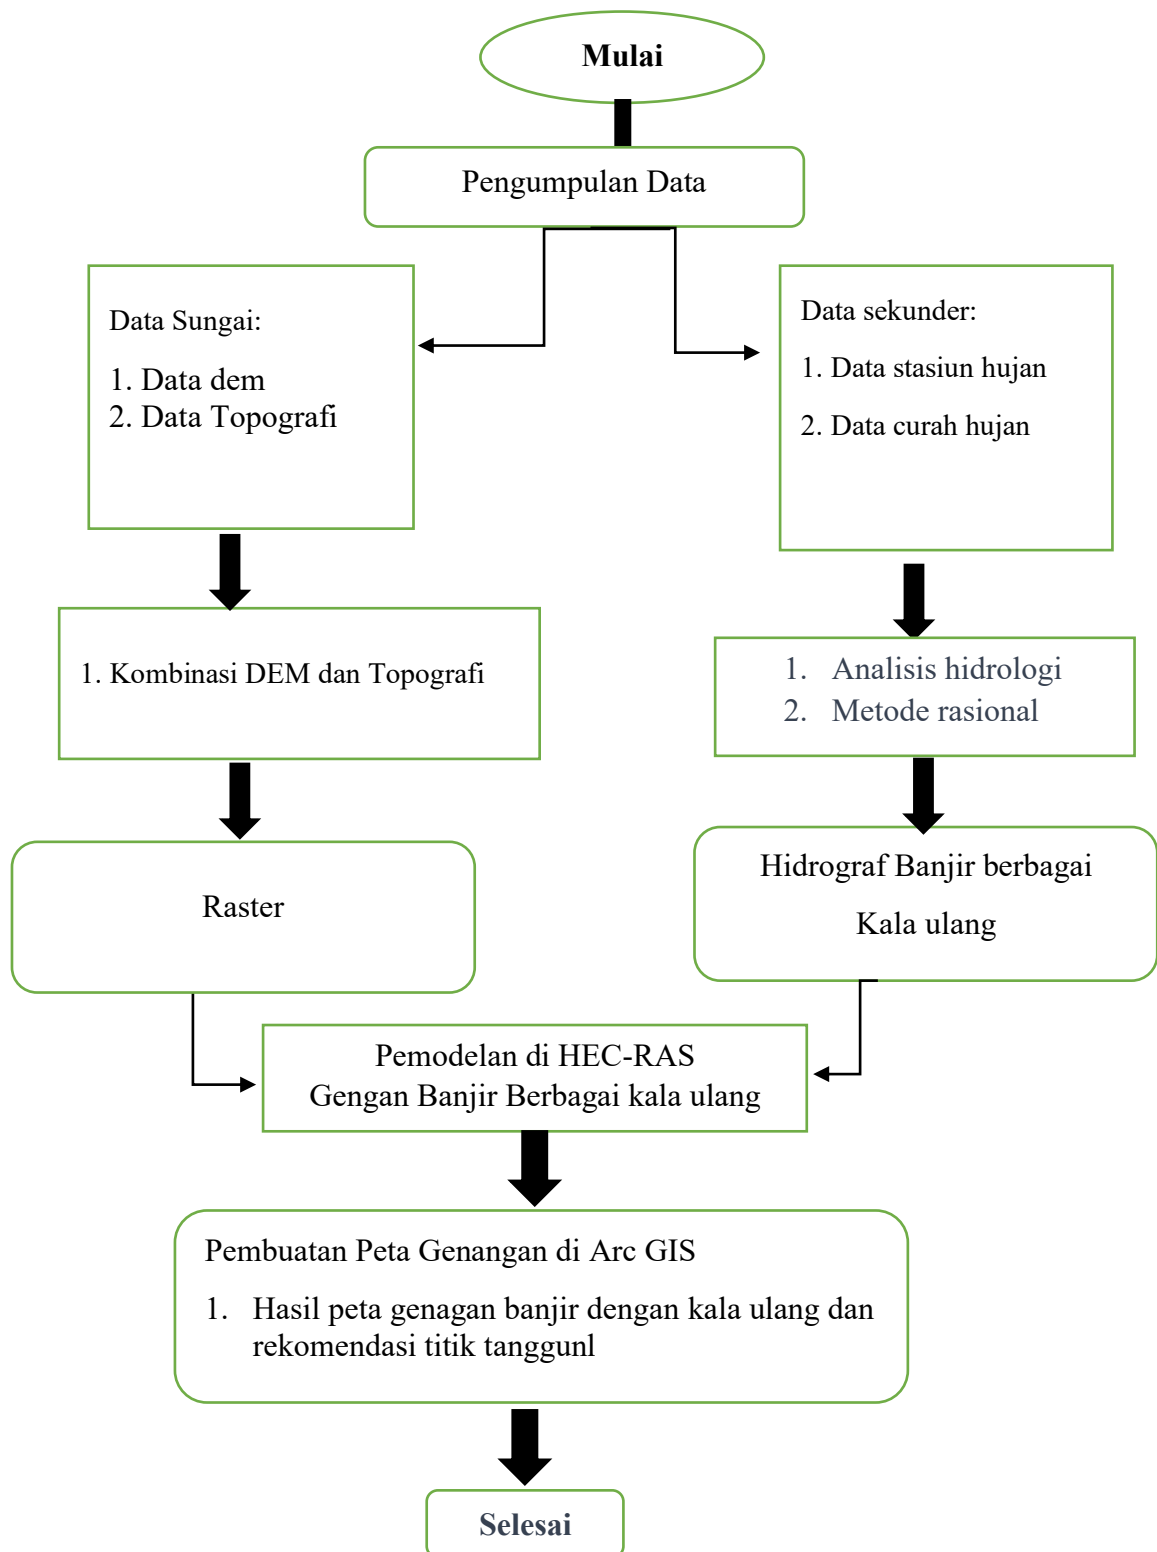 Mulai
Pengumpulan Data
Data Sungai:
1. Data dem
2. Data Topografi
Data sekunder:
1. Data stasiun hujan
2. Data curah hujan
1. Kombinasi DEM dan Topografi
1. Analisis hidrologi
2. Metode rasional
Raster
Hidrograf Banjir berbagai
Kala ulang
Pemodelan di HEC-RAS
Gengan Banjir Berbagai kala ulang
Pembuatan Peta Genangan di Arc GIS
1. Hasil peta genagan banjir dengan kala ulang dan
rekomendasi titik tanggunl
Selesai